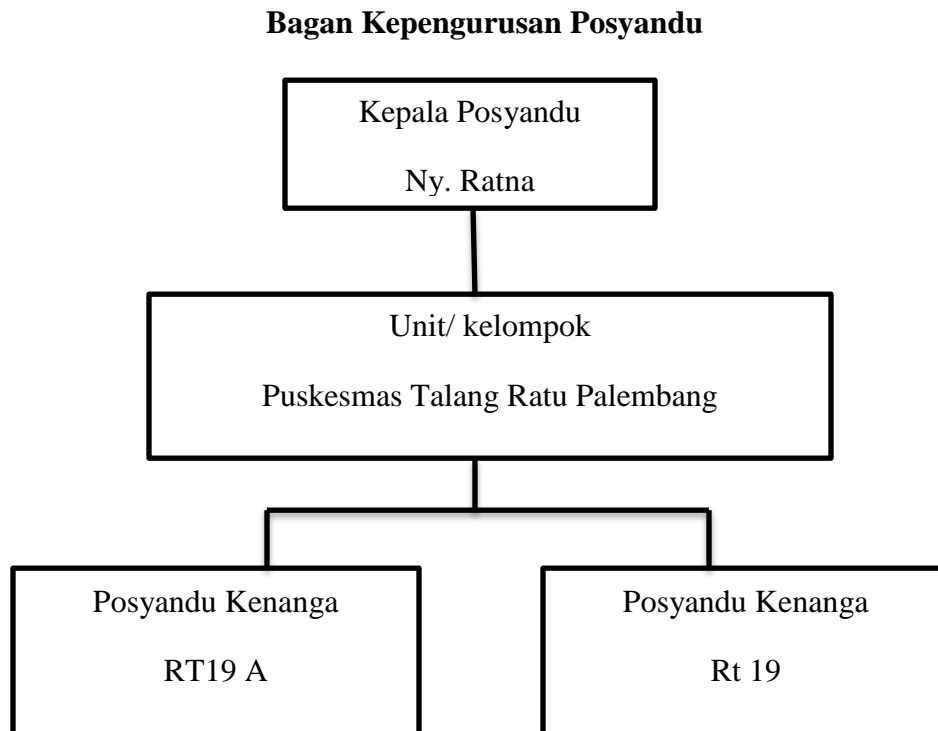 Bagan Kepengurusan Posyandu
Kepala Posyandu
Ny. Ratna
Unit/ kelompok
Puskesmas Talang Ratu Palembang
Posyandu Kenanga
RT19 A
Posyandu Kenanga
Rt 19